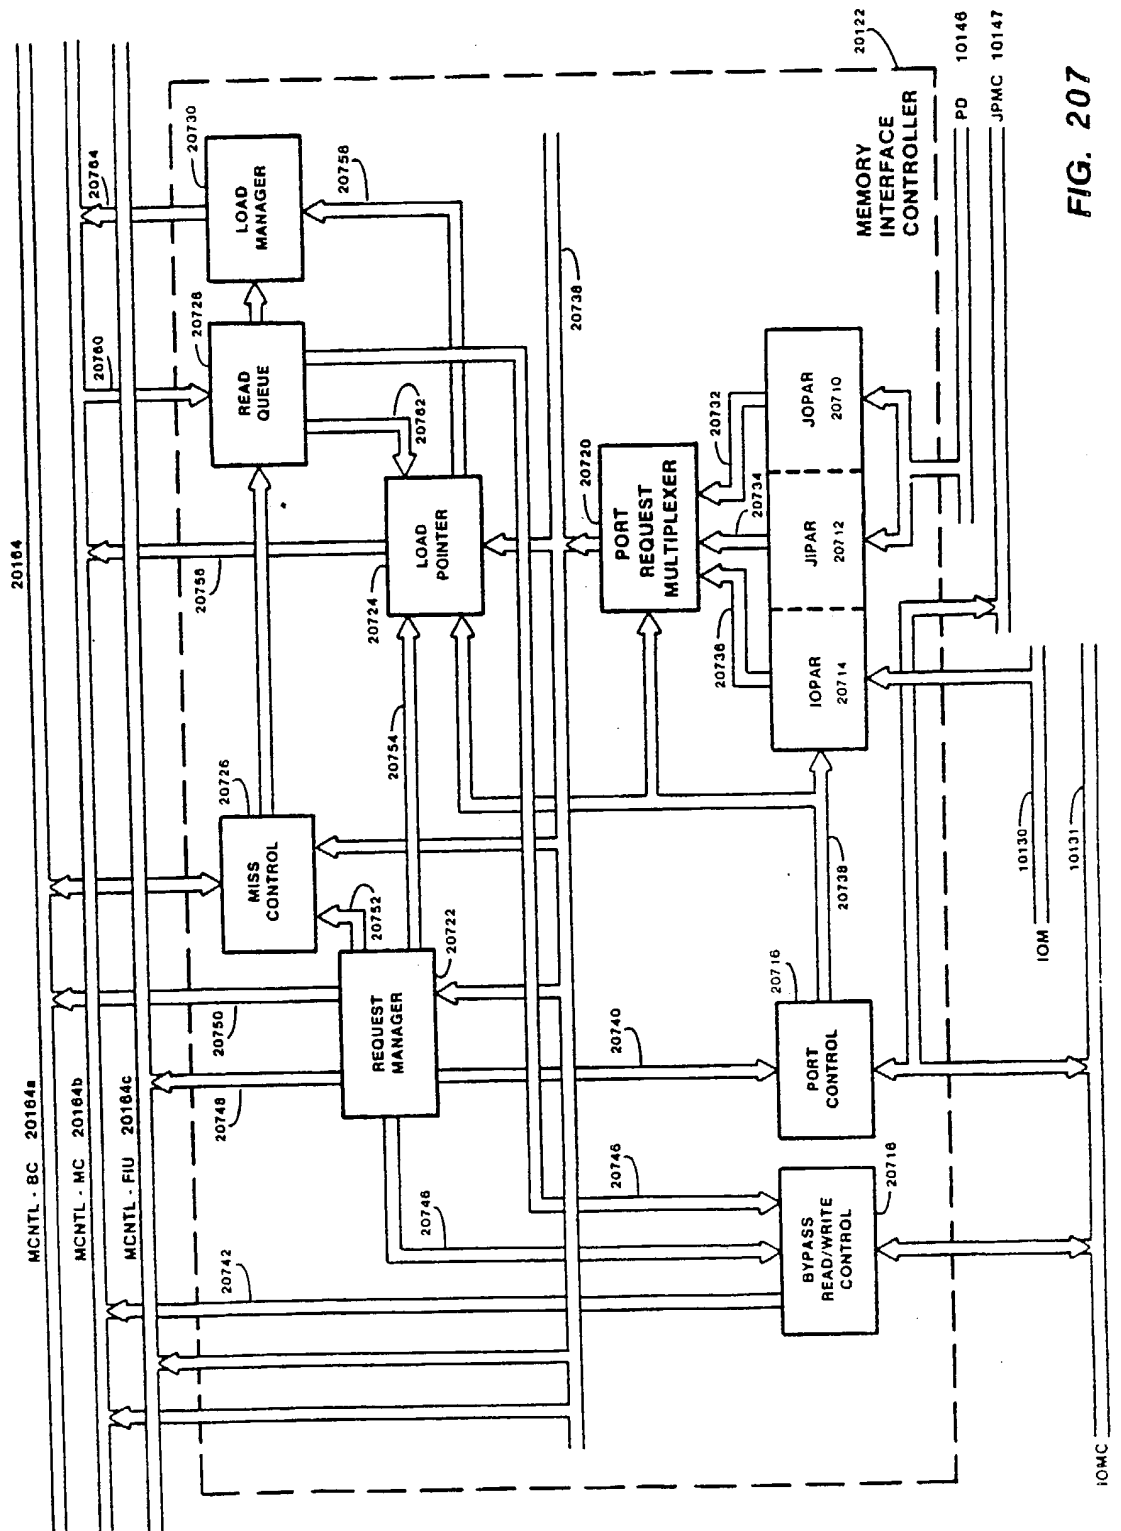 20164
MCNTL - BC 20164a
MCNTL - MC 20164b
MCNTL - FIU 20164c
20742
20748
20750
20756
20760
20764
MISS
CONTROL
20726
READ
QUEUE
20728
LOAD
MANAGER
20730
20752
20754
20762
20758
REQUEST
MANAGER
20722
LOAD
POINTER
20724
20746
20746
20740
20738
PORT
REQUEST
MULTIPLEXER
20720
20736
20734
20732
BYPASS
READ/WRITE
CONTROL
20718
PORT
CONTROL
20716
20738
IOPAR
20714
JIPAR
20712
JOPAR
20710
MEMORY
INTERFACE
CONTROLLER
20122
PD 10146
JPMC 10147
IOM
10130
10131
IOMC
FIG. 207